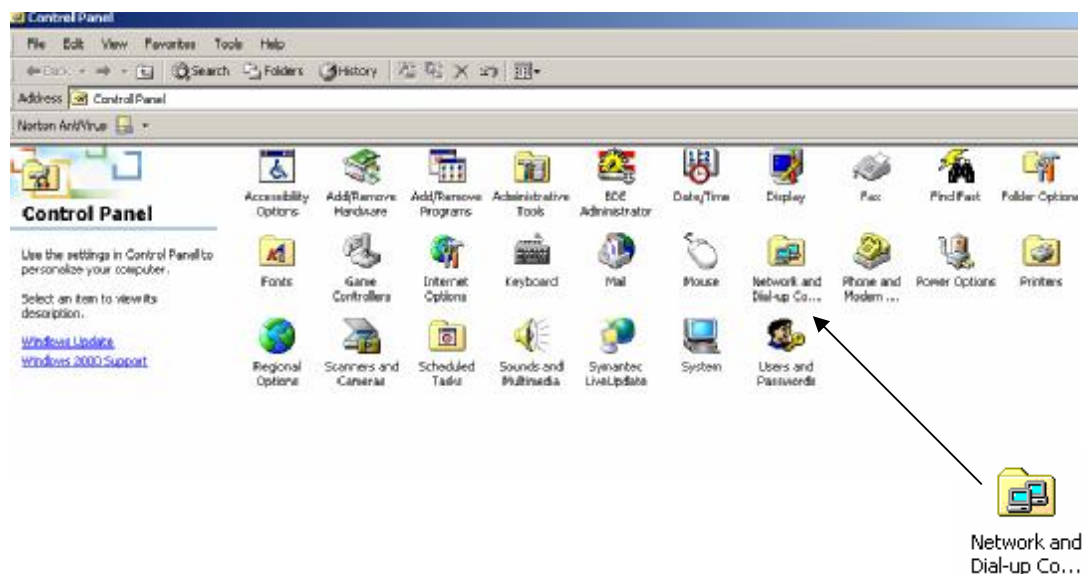 Control Panel
File Edit View Favorites Tools Help
Back Search Folders History
Address Control Panel
Norton AntiVirus
Control Panel
Use the settings in Control Panel to
personalize your computer.
Select an item to view its
description.
Windows Update
Windows 2000 Support
Accessibility
Options
Add/Remove
Hardware
Add/Remove
Programs
Administrative
Tools
BDE
Administrator
Date/Time
Display
Fax
Find Fast
Folder Options
Fonts
Game
Controllers
Internet
Options
Keyboard
Mail
Mouse
Network and
Dial-up Co...
Phone and
Modem ...
Power Options
Printers
Regional
Options
Scanners and
Cameras
Scheduled
Tasks
Sounds and
Multimedia
Symantec
LiveUpdate
System
Users and
Passwords
Network and
Dial-up Co...